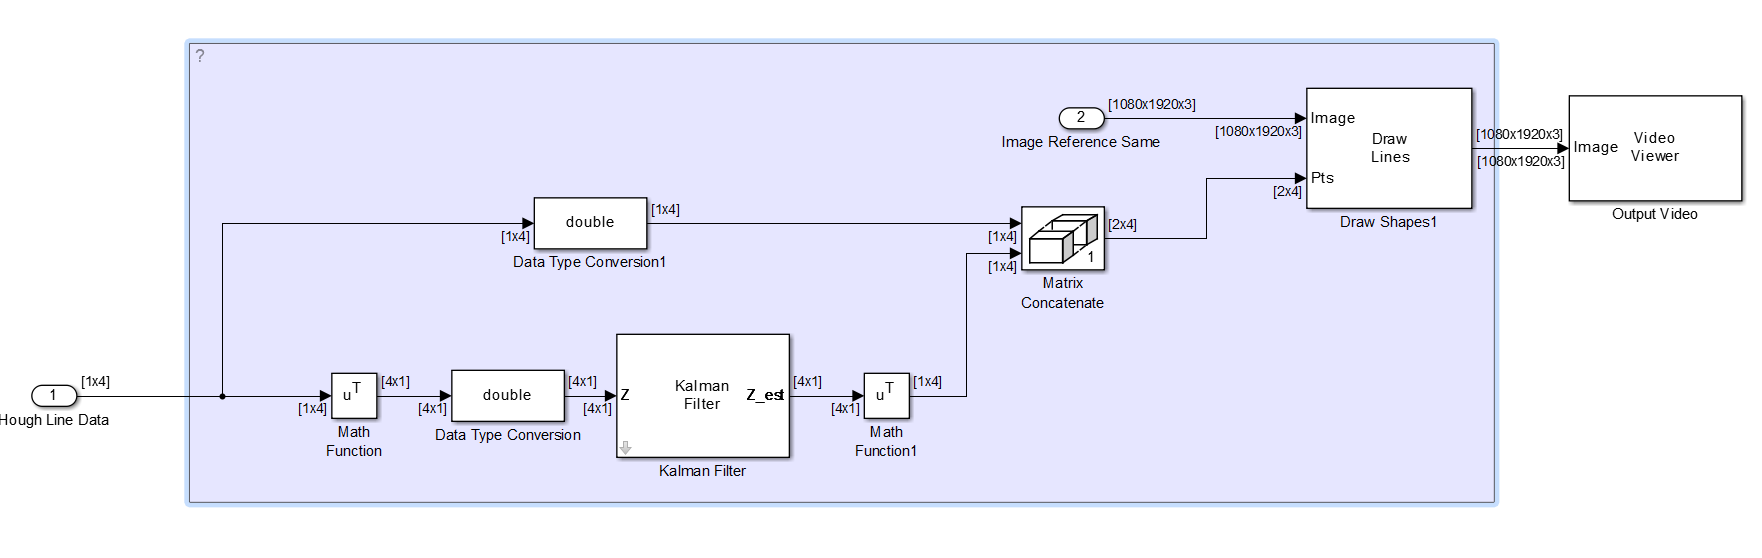 ?
[1080x1920x3]
2
Image Reference Same
[1080x1920x3]
Image
Pts
Draw
Lines
[2x4]
Draw Shapes1
[1080x1920x3]
[1080x1920x3]
Image
Video
Viewer
Output Video
[1x4]
double
[1x4]
Data Type Conversion1
[1x4]
[1x4]
1
[2x4]
Matrix
Concatenate
1
[1x4]
Hough Line Data
[1x4]
uT
[4x1]
Math
Function
[4x1]
double
[4x1]
Data Type Conversion
[4x1]
Z
Kalman
Filter
Z_est
Kalman Filter
[4x1]
[4x1]
uT
[1x4]
Math
Function1